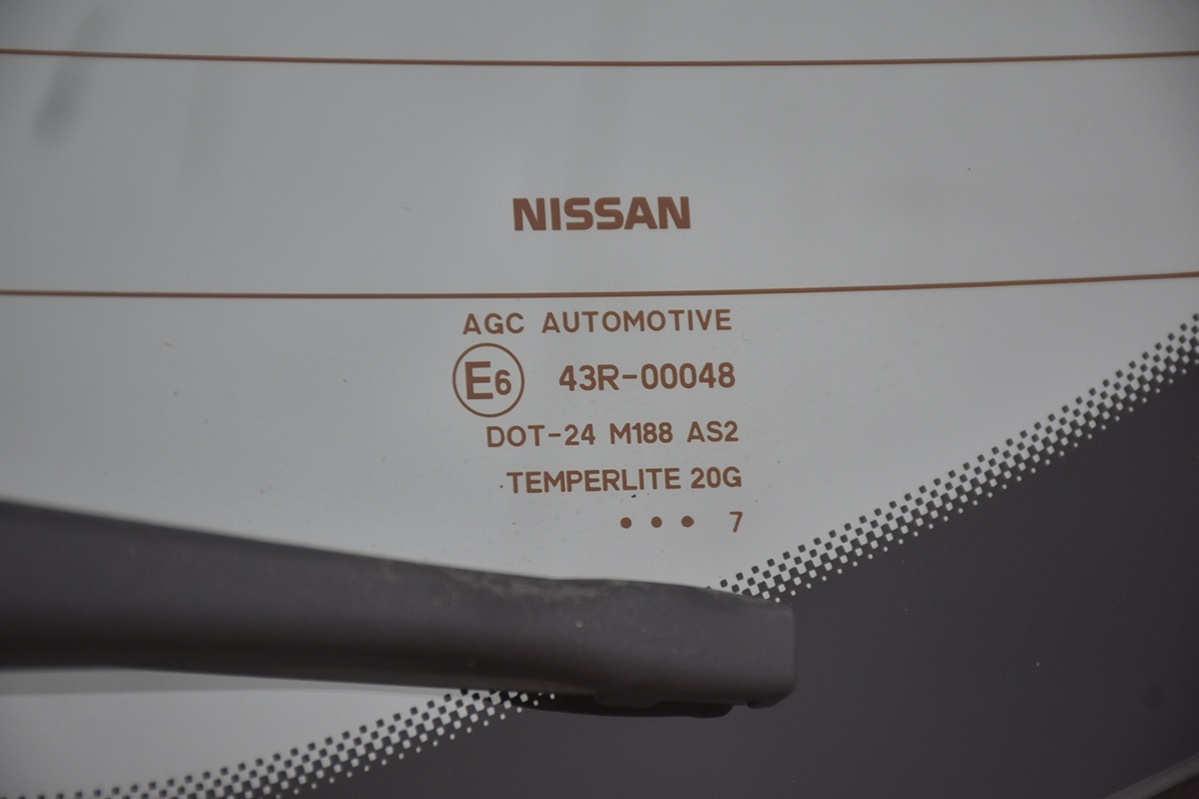 NISSAN
AGC AUTOMOTIVE
E6 43R-00048
DOT-24 M188 AS2
TEMPERLITE 20G
• • • 7